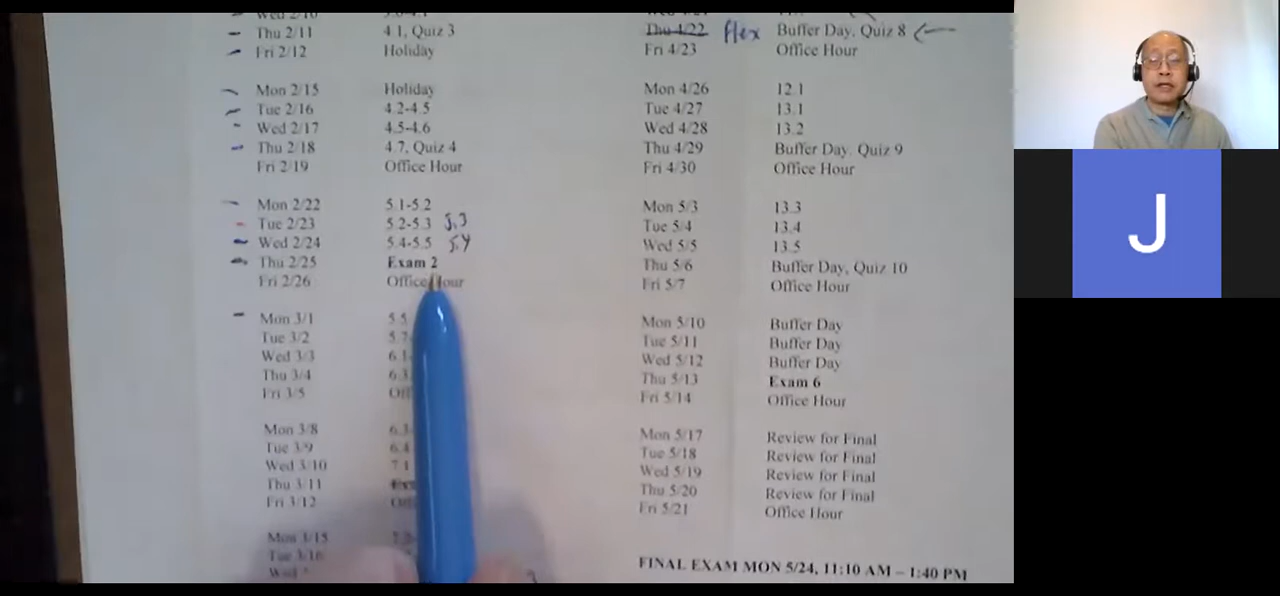 Wed 2/10
Thu 2/11 4.1, Quiz 3
Fri 2/12 Holiday
Mon 2/15 Holiday
Tue 2/16 4.2-4.5
Wed 2/17 4.5-4.6
Thu 2/18 4.7, Quiz 4
Fri 2/19 Office Hour
Mon 2/22 5.1-5.2
Tue 2/23 5.2-5.3 5.3
Wed 2/24 5.4-5.5 5.4
Thu 2/25 Exam 2
Fri 2/26 Office Hour
Mon 3/1 5.5
Tue 3/2
Wed 3/3
Thu 3/4
Fri 3/5
Mon 3/8
Tue 3/9
Wed 3/10
Thu 3/11
Fri 3/12
Mon 3/15
Tue 3/16
Thu 4/22 flex Buffer Day, Quiz 8
Fri 4/23 Office Hour
Mon 4/26 12.1
Tue 4/27 13.1
Wed 4/28 13.2
Thu 4/29 Buffer Day, Quiz 9
Fri 4/30 Office Hour
Mon 5/3 13.3
Tue 5/4 13.4
Wed 5/5 13.5
Thu 5/6 Buffer Day, Quiz 10
Fri 5/7 Office Hour
Mon 5/10 Buffer Day
Tue 5/11 Buffer Day
Wed 5/12 Buffer Day
Thu 5/13 Exam 6
Fri 5/14 Office Hour
Mon 5/17 Review for Final
Tue 5/18 Review for Final
Wed 5/19 Review for Final
Thu 5/20 Review for Final
Fri 5/21 Office Hour
FINAL EXAM MON 5/24, 11:10 AM – 1:40 PM
J